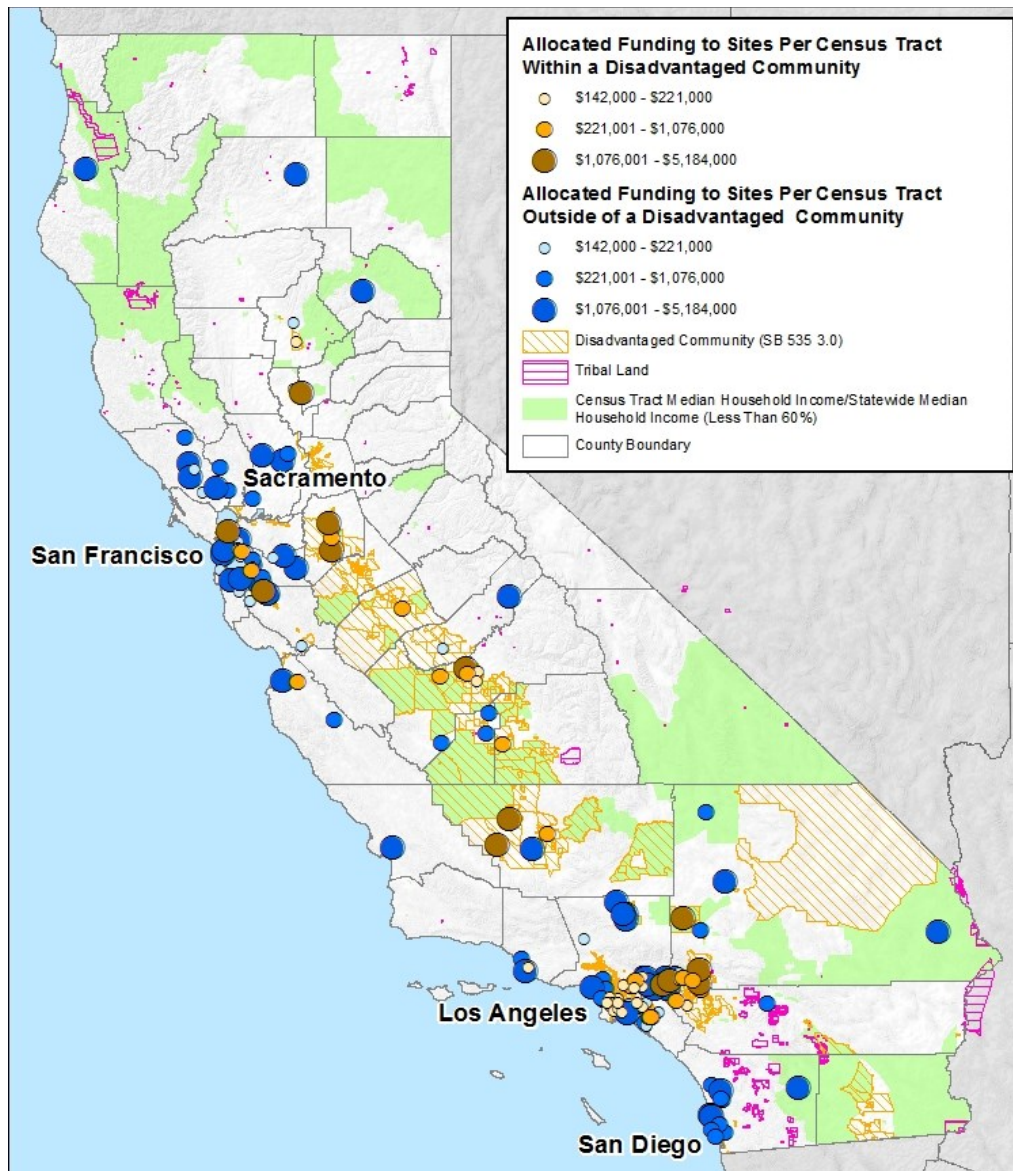 Allocated Funding to Sites Per Census Tract
Within a Disadvantaged Community
$142,000 - $221,000
$221,001 - $1,076,000
$1,076,001 - $5,184,000
Allocated Funding to Sites Per Census Tract
Outside of a Disadvantaged Community
$142,000 - $221,000
$221,001 - $1,076,000
$1,076,001 - $5,184,000
Disadvantaged Community (SB 535 3.0)
Tribal Land
Census Tract Median Household Income/Statewide Median
Household Income (Less Than 60%)
County Boundary
Sacramento
San Francisco
Los Angeles
San Diego